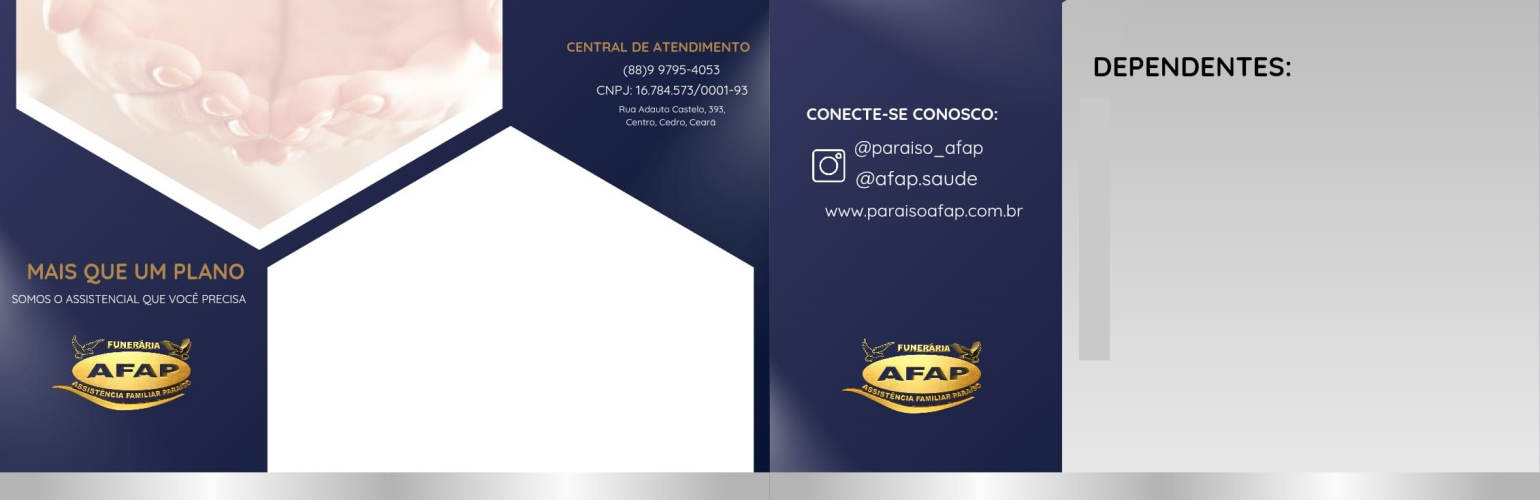 CENTRAL DE ATENDIMENTO
(88)9 9795-4053
CNPJ: 16.784.573/0001-93
Rua Adauto Castelo, 393,
Centro, Cedro, Ceará
MAIS QUE UM PLANO
SOMOS O ASSISTENCIAL QUE VOCÊ PRECISA
FUNERÁRIA
AFAP
ASSISTÊNCIA FAMILIAR PARAÍSO
CONECTE-SE CONOSCO:
@paraiso_afap
@afap.saude
www.paraisoafap.com.br
FUNERÁRIA
AFAP
ASSISTÊNCIA FAMILIAR PARAÍSO
DEPENDENTES: